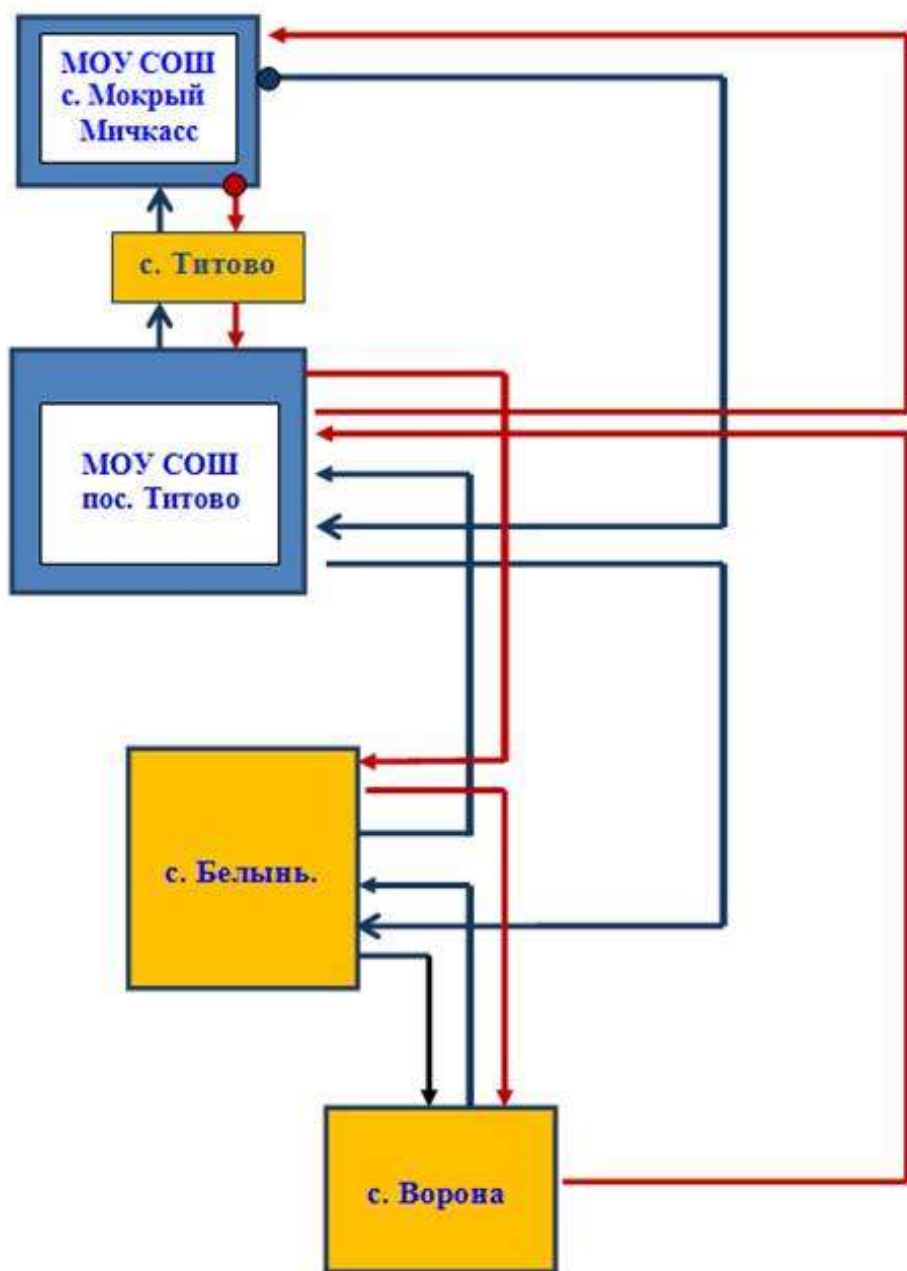 МОУ СОШ
с. Мокрый
Мичкасс
с. Титово
МОУ СОШ
пос. Титово
с. Белынь.
с. Ворона